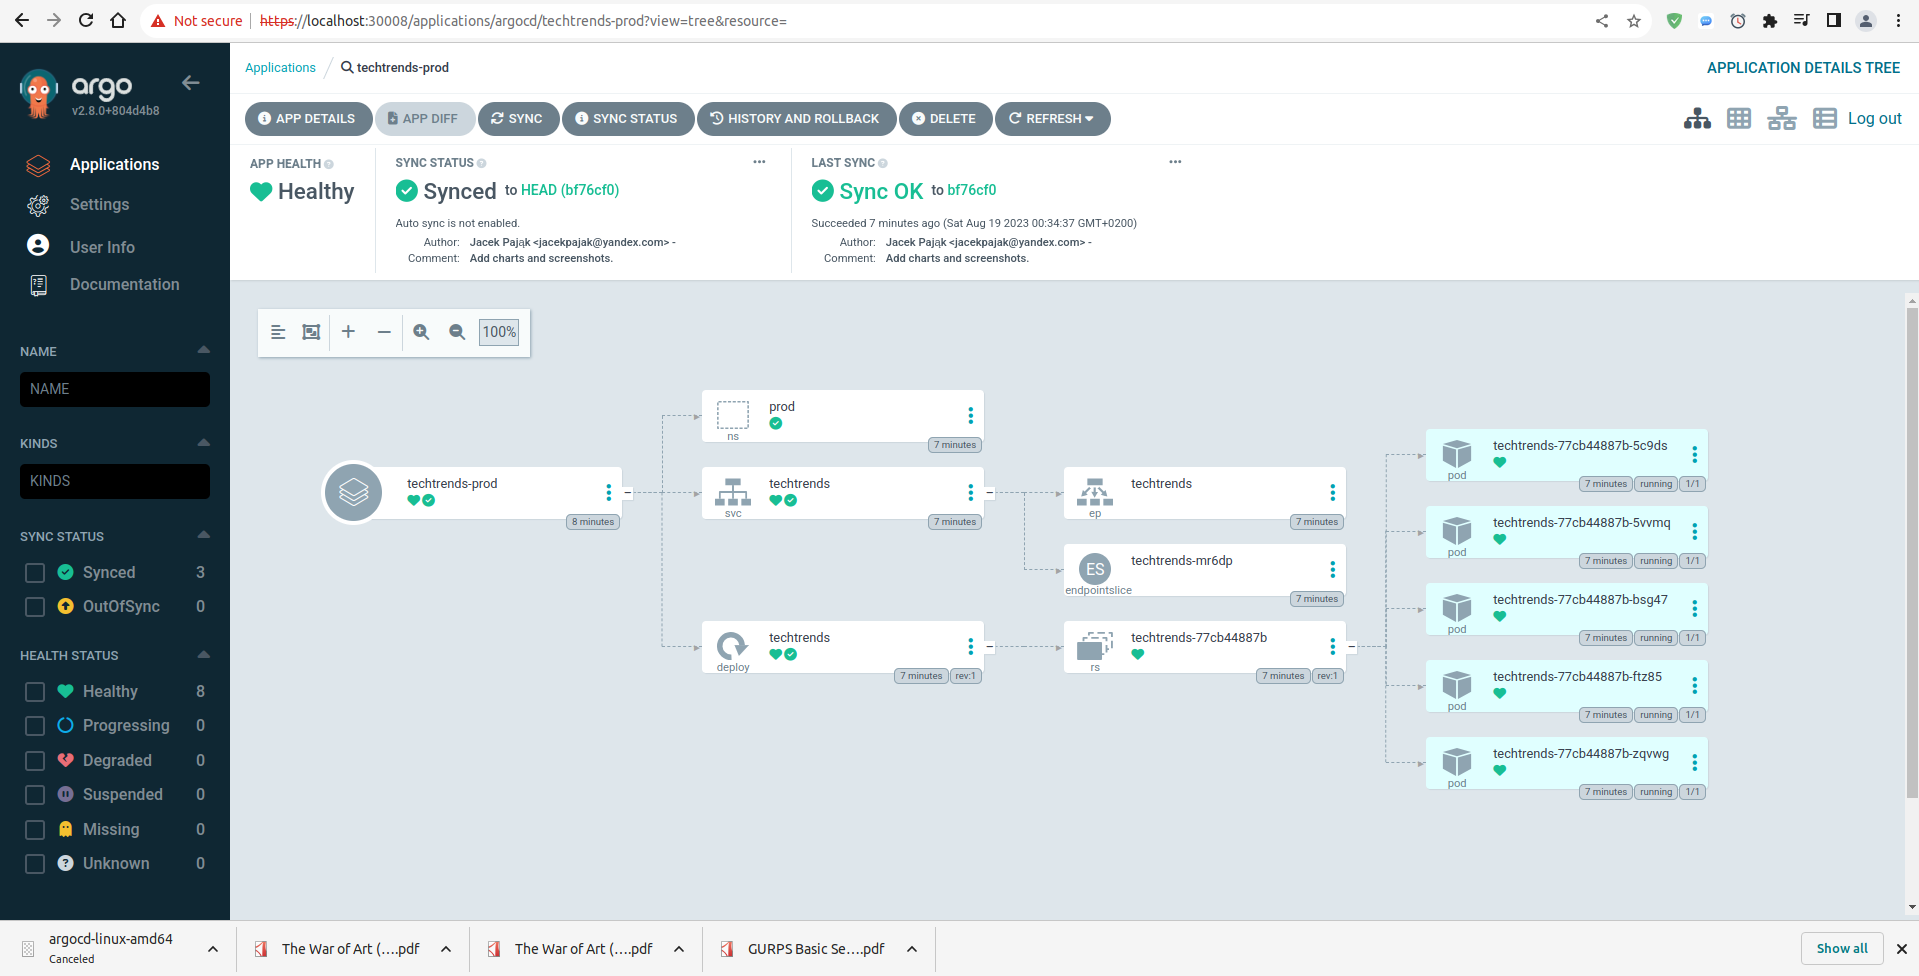 Not secure
https://localhost:30008/applications/argocd/techtrends-prod?view=tree&resource=
argo
v2.8.0+804d4b8
Applications
Settings
User Info
Documentation
NAME
NAME
KINDS
KINDS
SYNC STATUS
Synced 3
OutOfSync 0
HEALTH STATUS
Healthy 8
Progressing 0
Degraded 0
Suspended 0
Missing 0
Unknown 0
Applications / techtrends-prod
APPLICATION DETAILS TREE
APP DETAILS APP DIFF SYNC SYNC STATUS HISTORY AND ROLLBACK DELETE REFRESH
Log out
APP HEALTH
Healthy
SYNC STATUS
Synced to HEAD (bf76cf0)
Auto sync is not enabled.
Author: Jacek Pająk <jacekpajak@yandex.com> -
Comment: Add charts and screenshots.
LAST SYNC
Sync OK to bf76cf0
Succeeded 7 minutes ago (Sat Aug 19 2023 00:34:37 GMT+0200)
Author: Jacek Pająk <jacekpajak@yandex.com> -
Comment: Add charts and screenshots.
100%
techtrends-prod
8 minutes
prod
ns
7 minutes
techtrends
svc
7 minutes
techtrends
deploy
7 minutes rev:1
techtrends
ep
7 minutes
ES
techtrends-mr6dp
endpointslice
7 minutes
techtrends-77cb44887b
rs
7 minutes rev:1
techtrends-77cb44887b-5c9ds
pod
7 minutes running 1/1
techtrends-77cb44887b-5vvmq
pod
7 minutes running 1/1
techtrends-77cb44887b-bsg47
pod
7 minutes running 1/1
techtrends-77cb44887b-ftz85
pod
7 minutes running 1/1
techtrends-77cb44887b-zqvwg
pod
7 minutes running 1/1
argocd-linux-amd64
Canceled
The War of Art (....pdf
The War of Art (....pdf
GURPS Basic Se....pdf
Show all